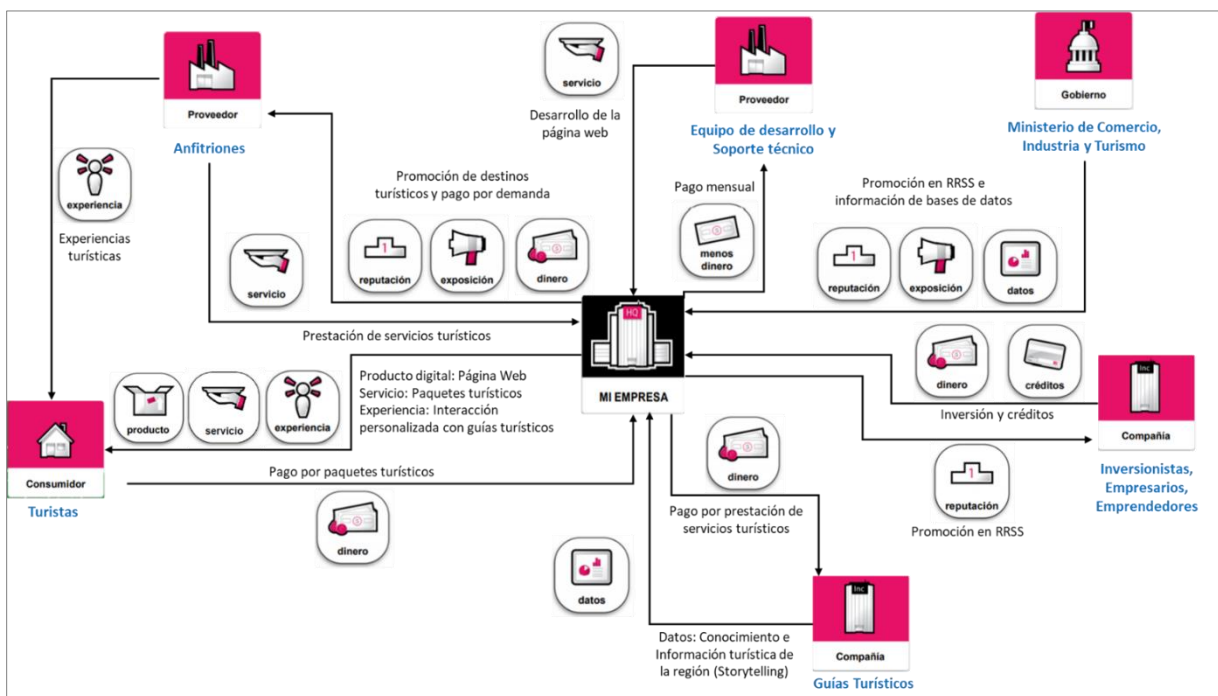 Proveedor
Anfitriones
servicio
Desarrollo de la
página web
Proveedor
Equipo de desarrollo y
Soporte técnico
Gobierno
Ministerio de Comercio,
Industria y Turismo
experiencia
Experiencias
turísticas
servicio
Promoción de destinos
turísticos y pago por demanda
reputación
exposición
dinero
Pago mensual
menos
dinero
Promoción en RRSS e
información de bases de datos
reputación
exposición
datos
Prestación de servicios turísticos
HQ
MI EMPRESA
dinero
créditos
Inversión y créditos
Inc
Compañía
Inversionistas,
Empresarios,
Emprendedores
reputación
Promoción en RRSS
producto
servicio
experiencia
Producto digital: Página Web
Servicio: Paquetes turísticos
Experiencia: Interacción
personalizada con guías turísticos
Consumidor
Turistas
Pago por paquetes turísticos
dinero
dinero
Pago por prestación de
servicios turísticos
datos
Datos: Conocimiento e
Información turística de
la región (Storytelling)
Inc
Compañía
Guías Turísticos